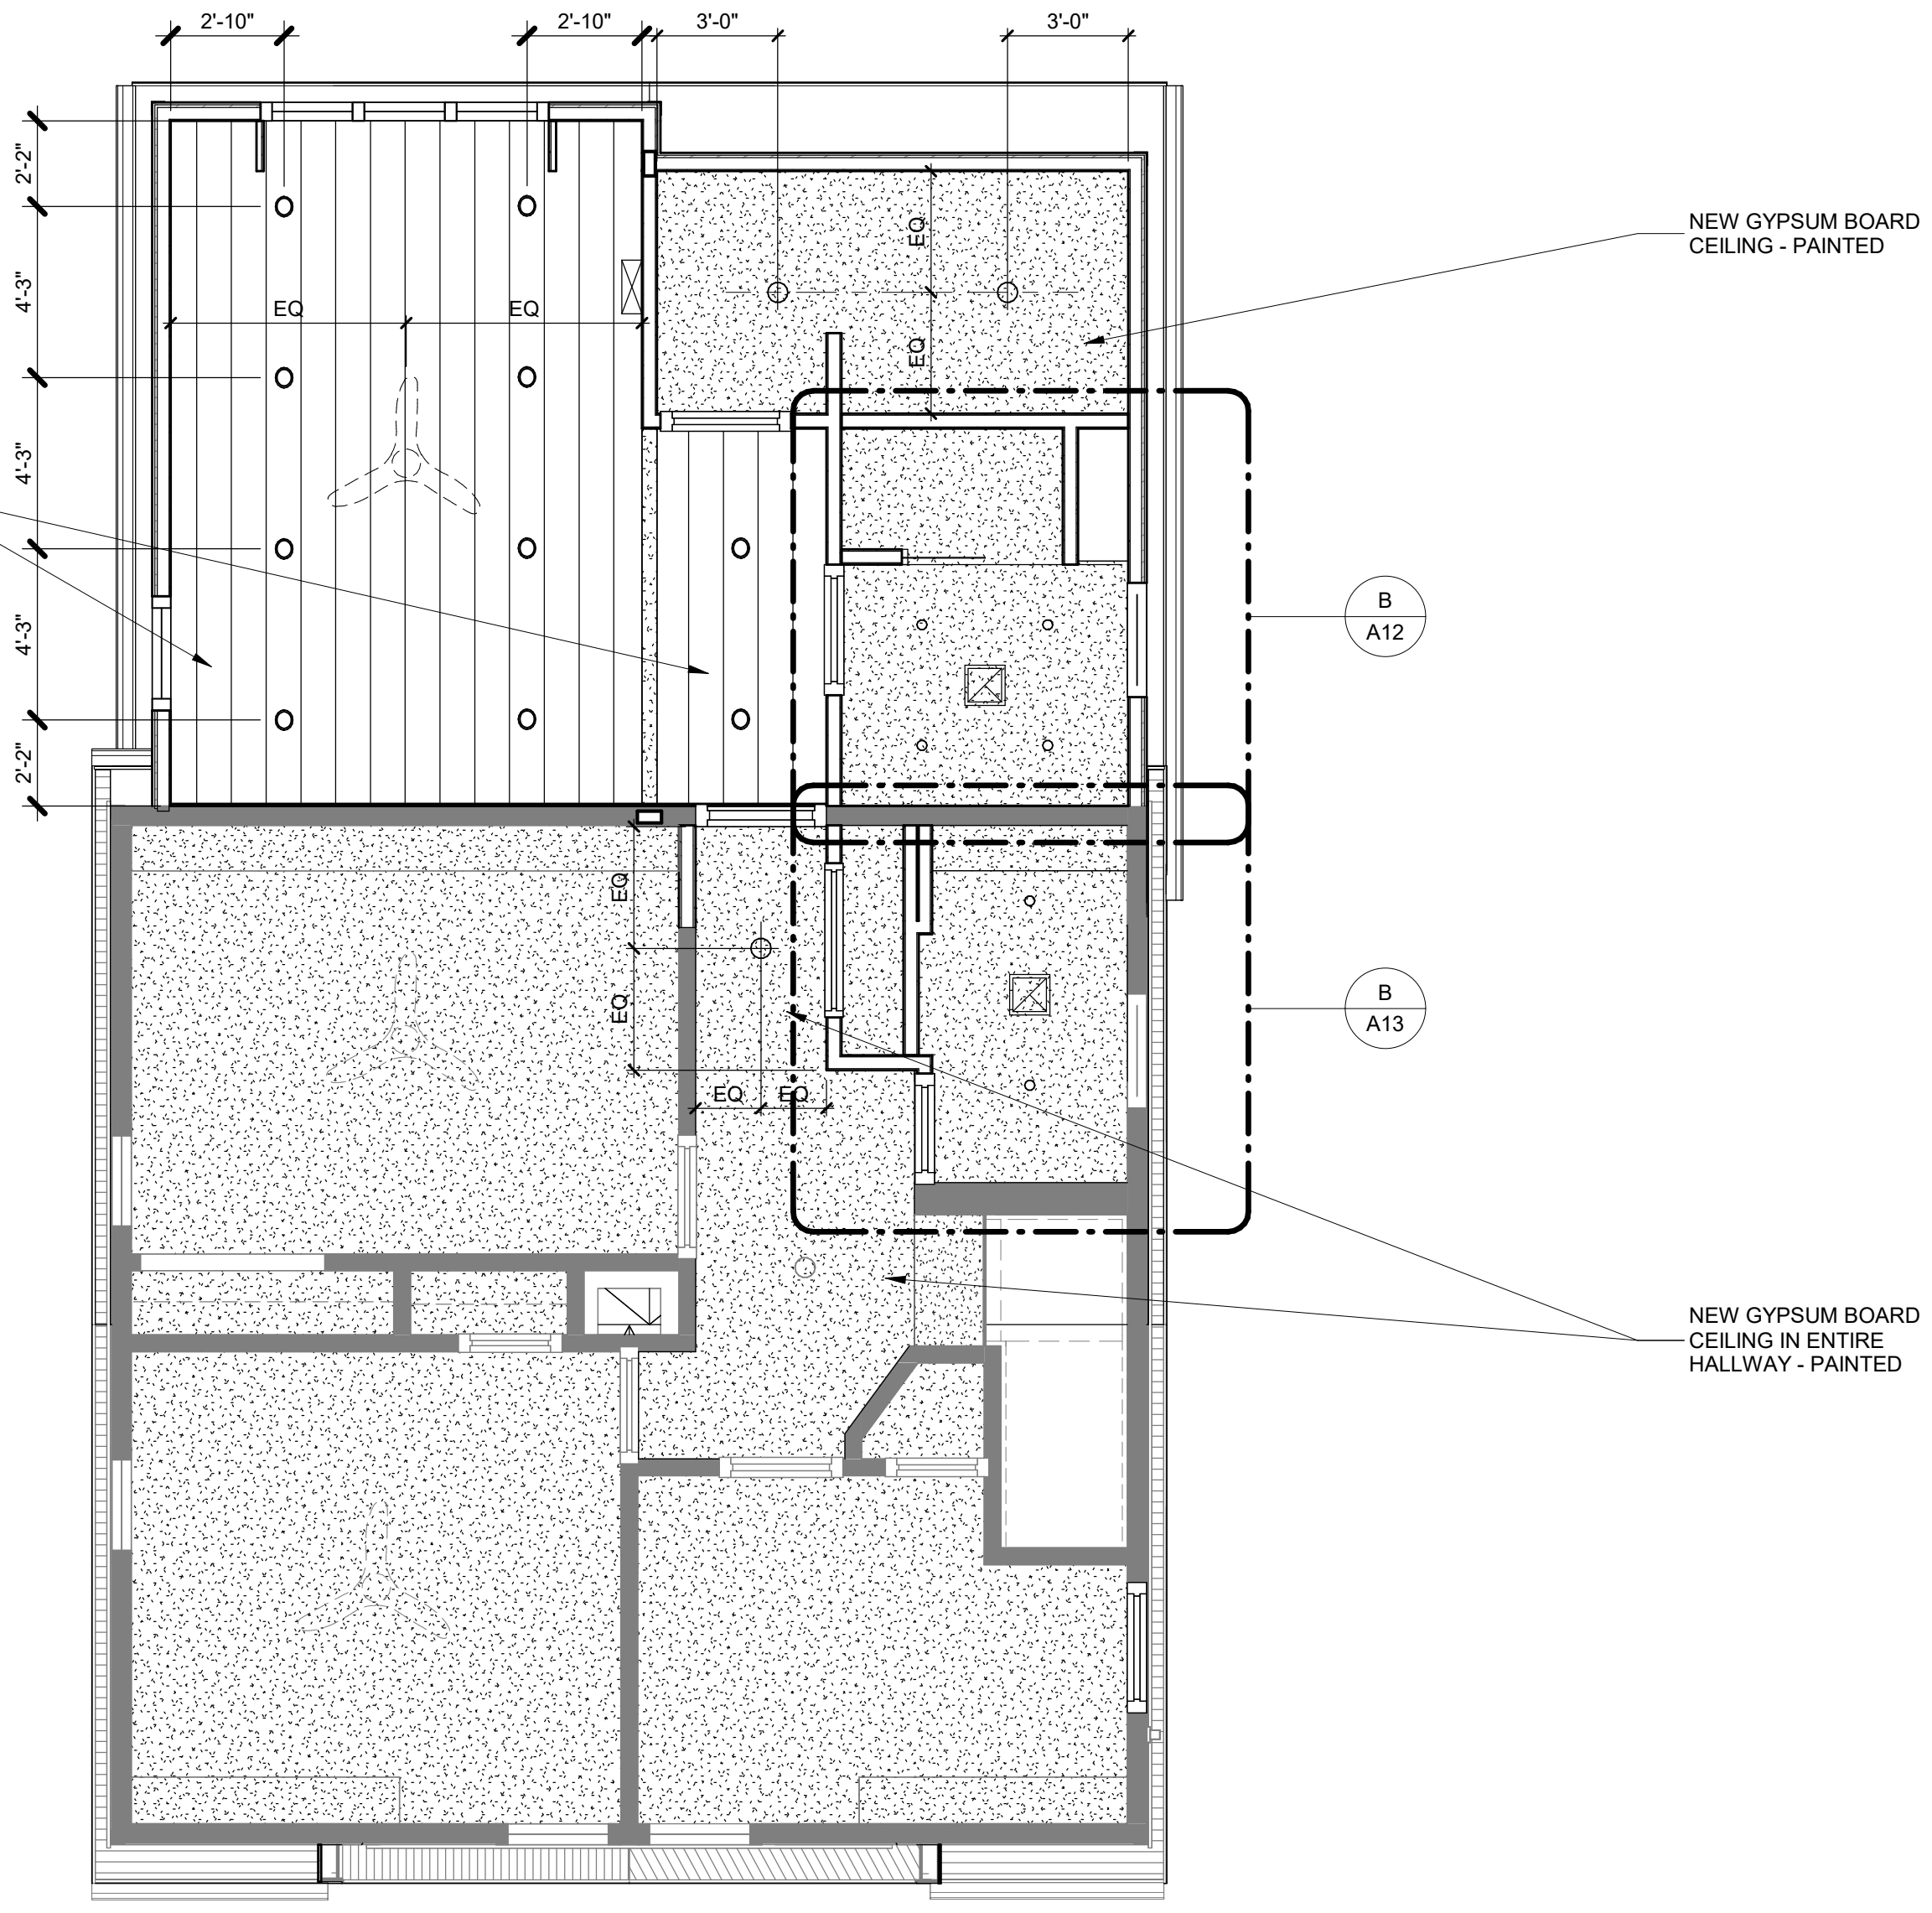 2'-10"
2'-10"
3'-0"
3'-0"
2'-2"
4'-3"
4'-3"
4'-3"
2'-2"
EQ
EQ
EQ
EQ
NEW GYPSUM BOARD
CEILING - PAINTED
B
A12
EQ
EQ
EQ
EQ
B
A13
NEW GYPSUM BOARD
CEILING IN ENTIRE
HALLWAY - PAINTED